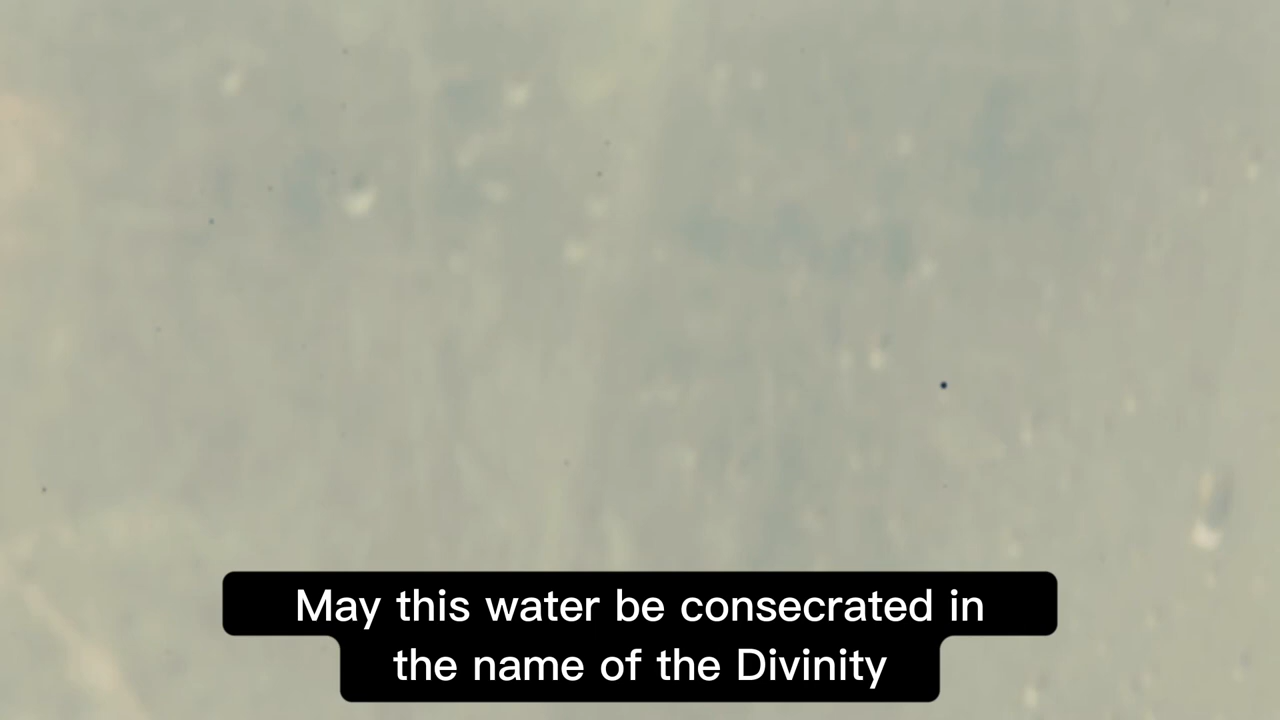 May this water be consecrated in
the name of the Divinity